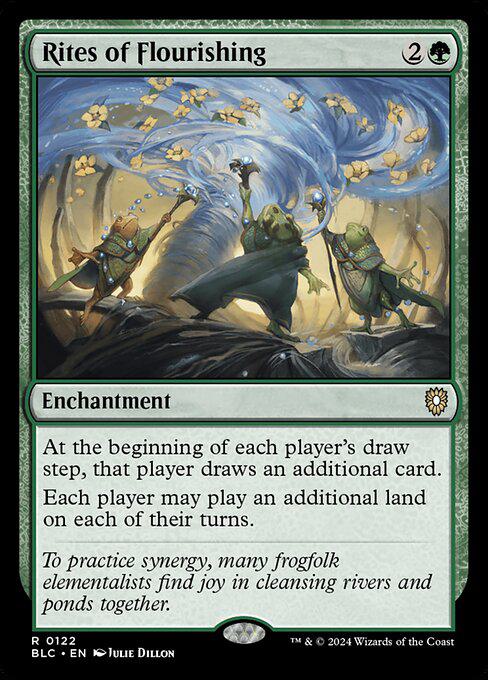 Rites of Flourishing 2
Enchantment
At the beginning of each player's draw
step, that player draws an additional card.
Each player may play an additional land
on each of their turns.
To practice synergy, many frogfolk
elementalists find joy in cleansing rivers and
ponds together.
R 0122
™ & © 2024 Wizards of the Coast
BLC • EN JULIE DILLON